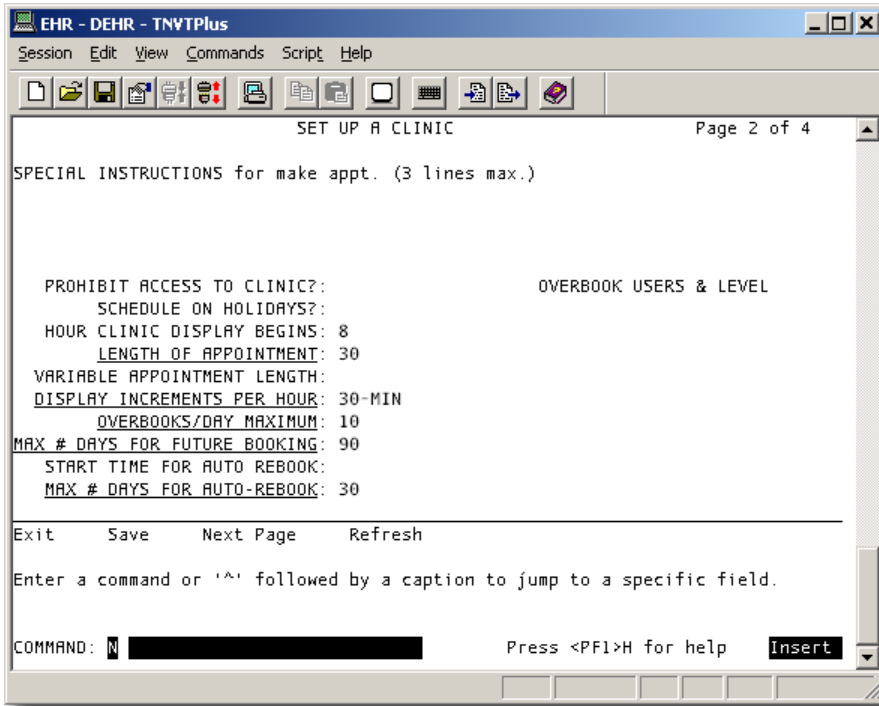 EHR - DEHR - TNVTPlus
Session Edit View Commands Script Help
SET UP A CLINIC Page 2 of 4
SPECIAL INSTRUCTIONS for make appt. (3 lines max.)
PROHIBIT ACCESS TO CLINIC?: OVERBOOK USERS & LEVEL
SCHEDULE ON HOLIDAYS?:
HOUR CLINIC DISPLAY BEGINS: 8
LENGTH OF APPOINTMENT: 30
VARIABLE APPOINTMENT LENGTH:
DISPLAY INCREMENTS PER HOUR: 30-MIN
OVERBOOKS/DAY MAXIMUM: 10
MAX # DAYS FOR FUTURE BOOKING: 90
START TIME FOR AUTO REBOOK:
MAX # DAYS FOR AUTO-REBOOK: 30
Exit Save Next Page Refresh
Enter a command or '^' followed by a caption to jump to a specific field.
COMMAND: N Press <PF1>H for help Insert